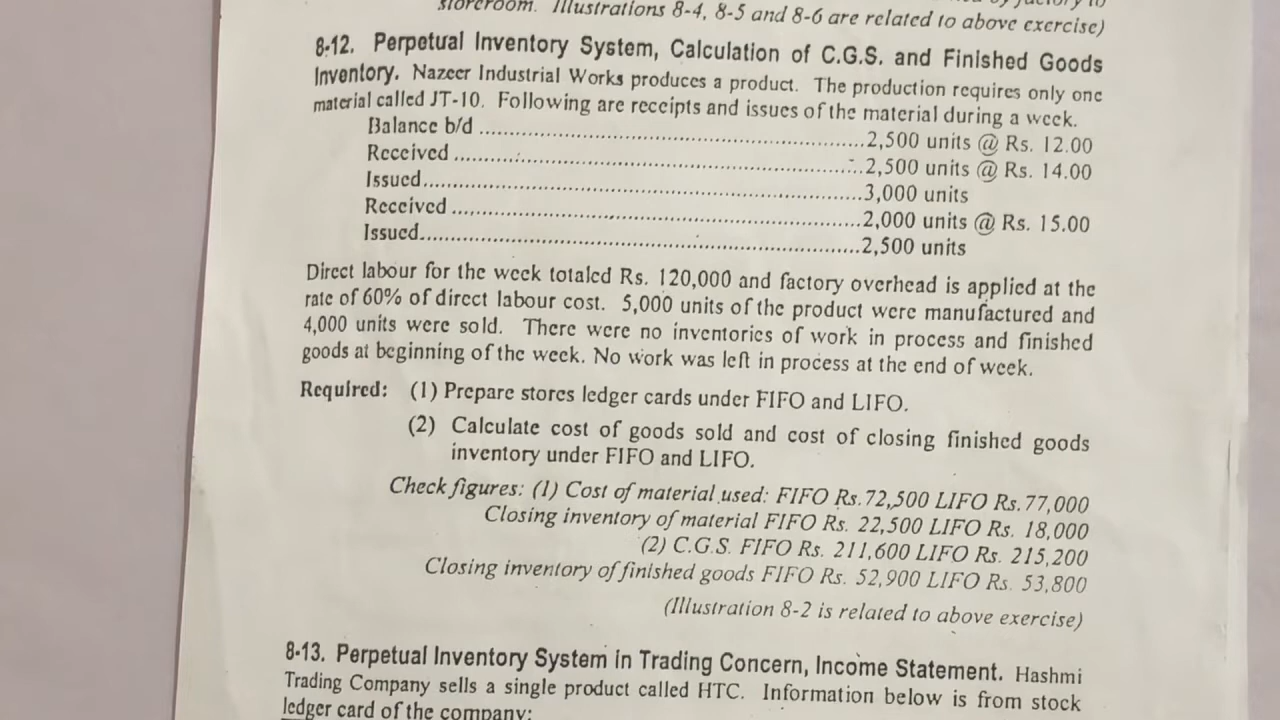 storeroom. Illustrations 8-4, 8-5 and 8-6 are related to above exercise)
8-12. Perpetual Inventory System, Calculation of C.G.S. and Finished Goods
Inventory. Nazeer Industrial Works produces a product. The production requires only one
material called JT-10. Following are receipts and issues of the material during a week.
Balance b/d ............................................................2,500 units @ Rs. 12.00
Received ................................................................2,500 units @ Rs. 14.00
Issued....................................................................3,000 units
Received ................................................................2,000 units @ Rs. 15.00
Issued....................................................................2,500 units
Direct labour for the week totaled Rs. 120,000 and factory overhead is applied at the
rate of 60% of direct labour cost. 5,000 units of the product were manufactured and
4,000 units were sold. There were no inventories of work in process and finished
goods at beginning of the week. No work was left in process at the end of week.
Required: (1) Prepare stores ledger cards under FIFO and LIFO.
(2) Calculate cost of goods sold and cost of closing finished goods
inventory under FIFO and LIFO.
Check figures: (1) Cost of material used: FIFO Rs.72,500 LIFO Rs.77,000
Closing inventory of material FIFO Rs. 22,500 LIFO Rs. 18,000
(2) C.G.S. FIFO Rs. 211,600 LIFO Rs. 215,200
Closing inventory of finished goods FIFO Rs. 52,900 LIFO Rs. 53,800
(Illustration 8-2 is related to above exercise)
8-13. Perpetual Inventory System in Trading Concern, Income Statement. Hashmi
Trading Company sells a single product called HTC. Information below is from stock
ledger card of the company: